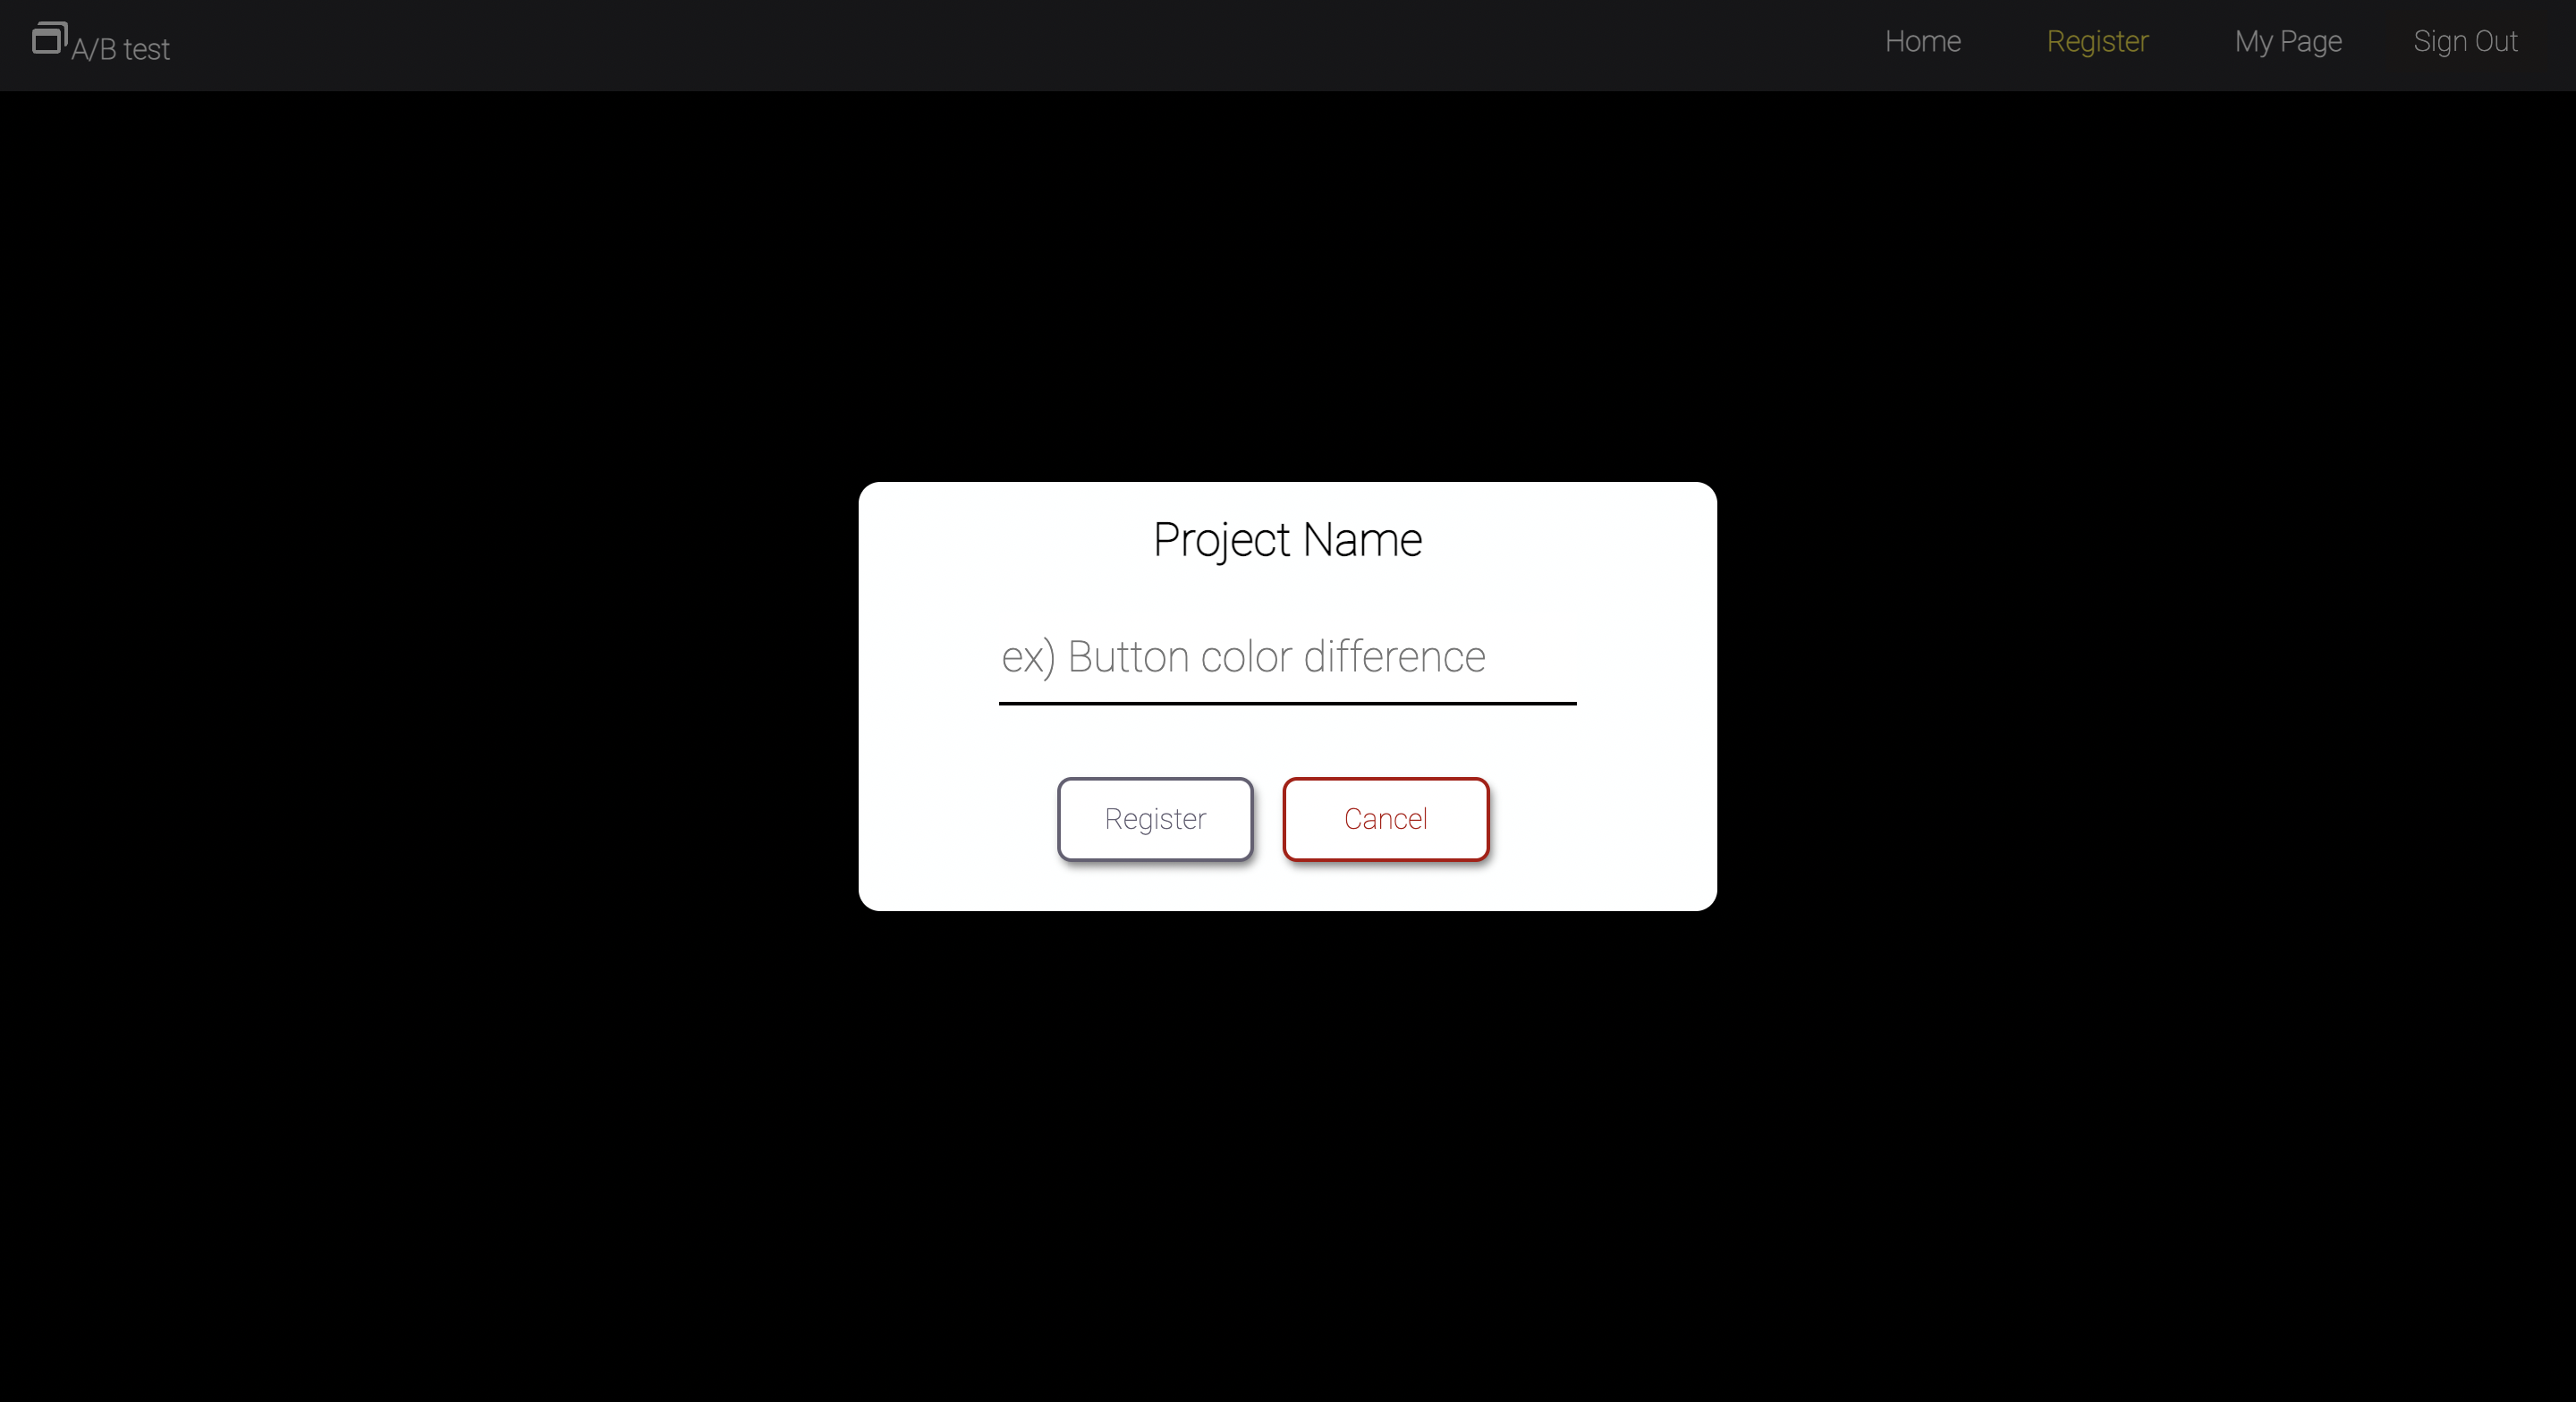 A/B test
Home Register My Page Sign Out
Project Name
ex) Button color difference
Register Cancel